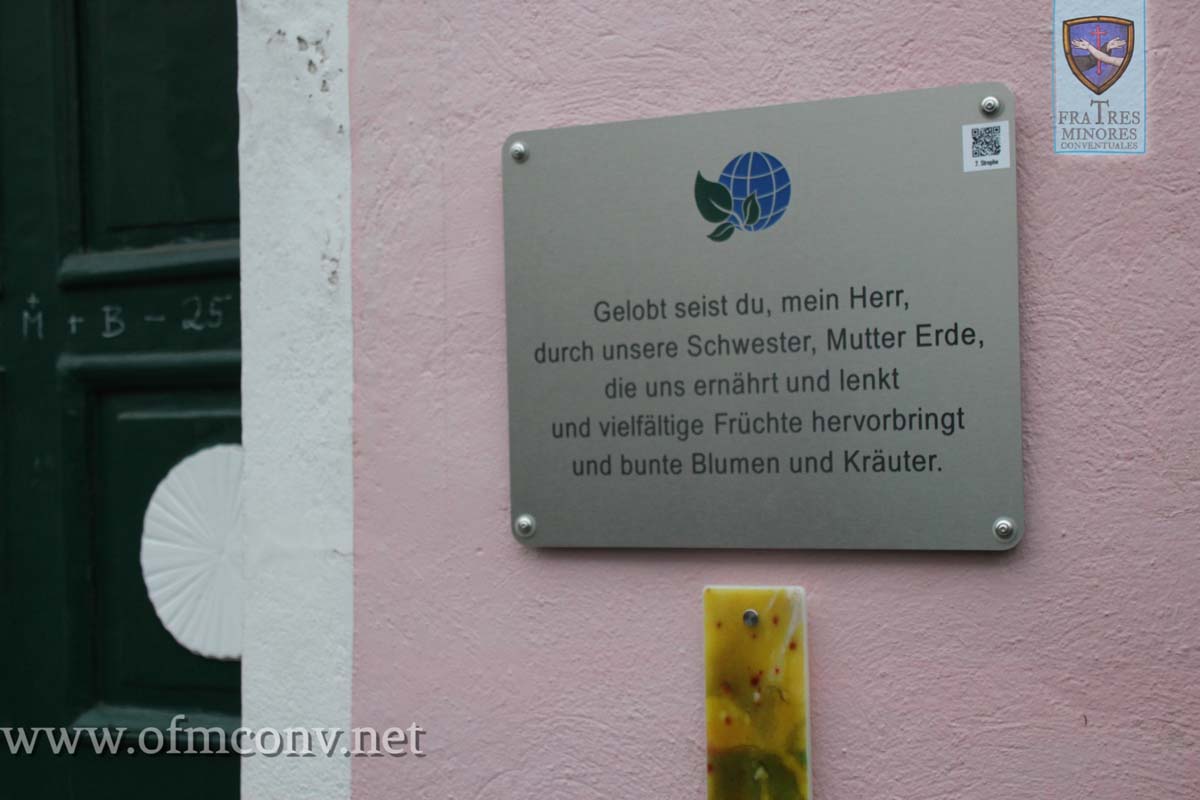 FRATRES
MINORES
CONVENTUALES
7. Strophe
Gelobt seist du, mein Herr,
durch unsere Schwester, Mutter Erde,
die uns ernährt und lenkt
und vielfältige Früchte hervorbringt
und bunte Blumen und Kräuter.
M + B - 25
www.ofmconv.net